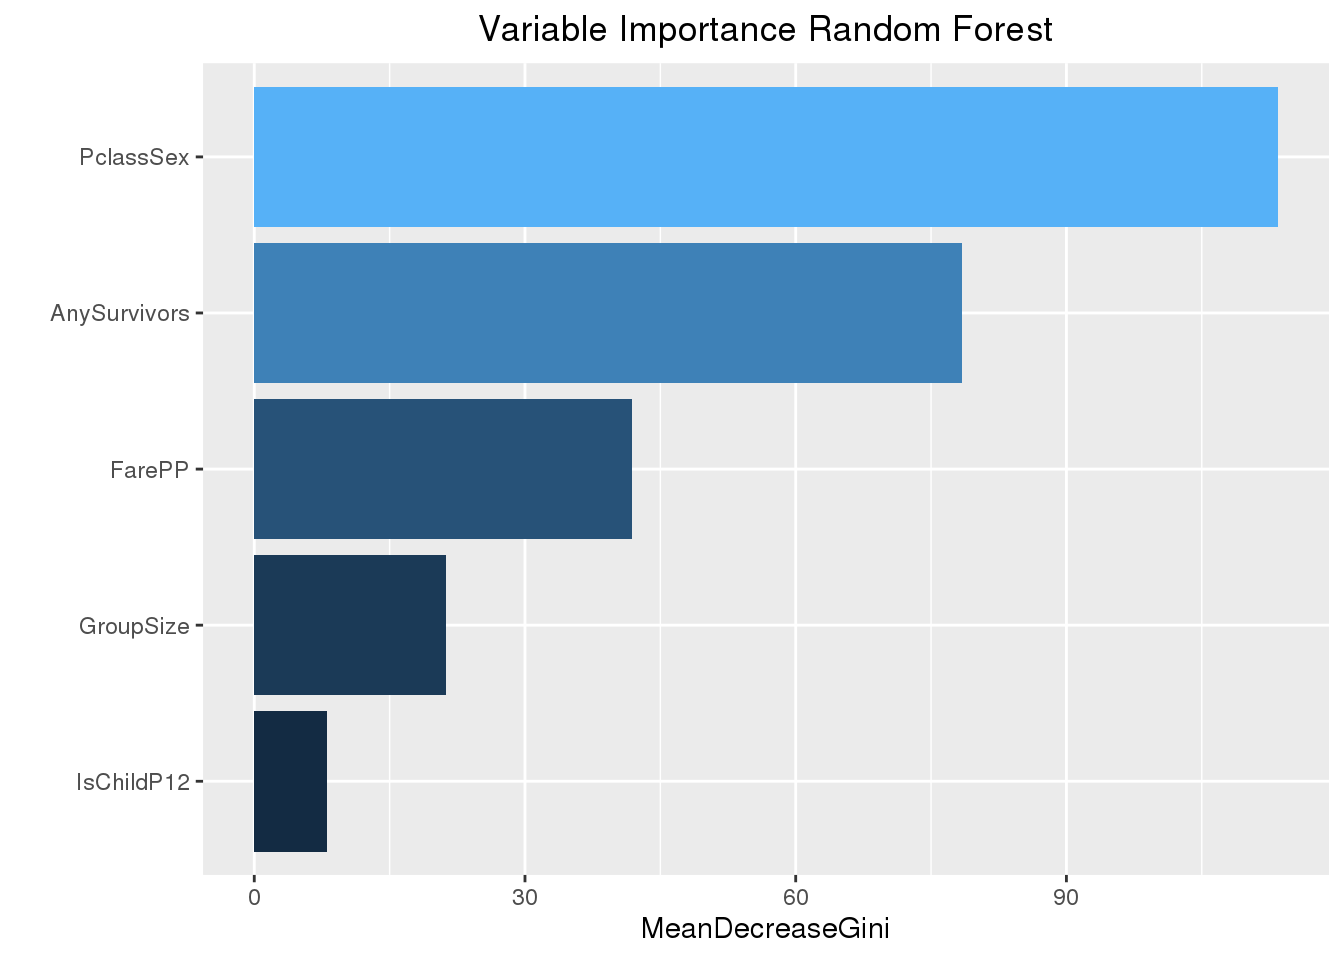 Variable Importance Random Forest
PclassSex
AnySurvivors
FarePP
GroupSize
IsChildP12
0 30 60 90
MeanDecreaseGini